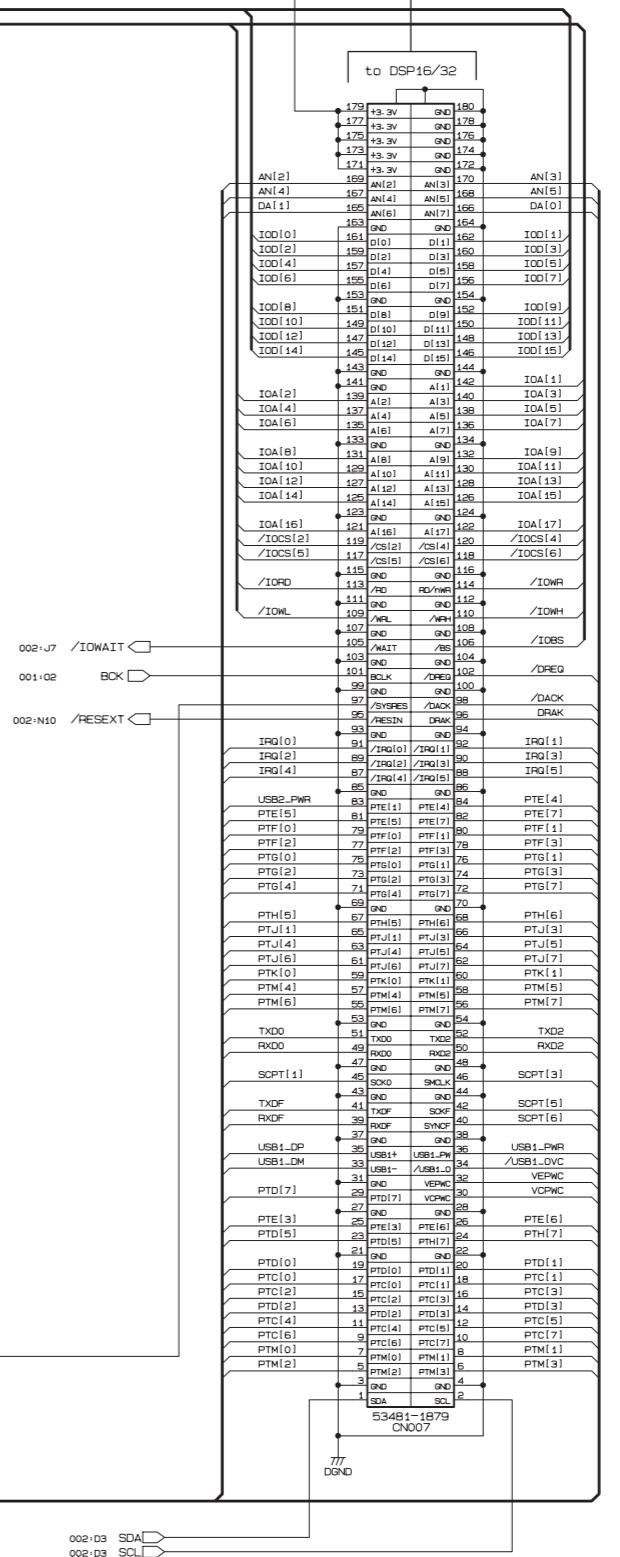 to DSP16/32
179 +3.3V GND 180
177 +3.3V GND 178
175 +3.3V GND 176
173 +3.3V GND 174
171 +3.3V GND 172
AN[2] 169 AN[2] AN[3] 170 AN[3]
AN[4] 167 AN[4] AN[5] 168 AN[5]
DA[1] 165 AN[6] AN[7] 166 DA[0]
163 GND GND 164
IOD[0] 161 D[0] D[1] 162 IOD[1]
IOD[2] 159 D[2] D[3] 160 IOD[3]
IOD[4] 157 D[4] D[5] 158 IOD[5]
IOD[6] 155 D[6] D[7] 156 IOD[7]
153 GND GND 154
IOD[8] 151 D[8] D[9] 152 IOD[9]
IOD[10] 149 D[10] D[11] 150 IOD[11]
IOD[12] 147 D[12] D[13] 148 IOD[13]
IOD[14] 145 D[14] D[15] 146 IOD[15]
143 GND GND 144
141 GND A[1] 142 IOA[1]
IOA[2] 139 A[2] A[3] 140 IOA[3]
IOA[4] 137 A[4] A[5] 138 IOA[5]
IOA[6] 135 A[6] A[7] 136 IOA[7]
133 GND GND 134
IOA[8] 131 A[8] A[9] 132 IOA[9]
IOA[10] 129 A[10] A[11] 130 IOA[11]
IOA[12] 127 A[12] A[13] 128 IOA[13]
IOA[14] 125 A[14] A[15] 126 IOA[15]
123 GND GND 124
IOA[16] 121 A[16] A[17] 122 IOA[17]
/IOCS[2] 119 /CS[2] /CS[4] 120 /IOCS[4]
/IOCS[5] 117 /CS[5] /CS[6] 118 /IOCS[6]
115 GND GND 116
/IORD 113 /RD RD/nWR 114 /IOWR
111 GND GND 112
/IOWL 109 /WRL /WRH 110 /IOWH
107 GND GND 108
002:J7 /IOWAIT 105 /WAIT /BS 106 /IOBS
103 GND GND 104
001:O2 BCK 101 BCLK /DREQ 102 /DREQ
99 GND GND 100
97 /SYSRES /DACK 98 /DACK
002:N10 /RESEXT 95 /RESIN DRAK 96 DRAK
93 GND GND 94
IRQ[0] 91 /IRQ[0] /IRQ[1] 92 IRQ[1]
IRQ[2] 89 /IRQ[2] /IRQ[3] 90 IRQ[3]
IRQ[4] 87 /IRQ[4] /IRQ[5] 88 IRQ[5]
85 GND GND 86
USB2_PWR 83 PTE[1] PTE[4] 84 PTE[4]
PTE[5] 81 PTE[5] PTE[7] 82 PTE[7]
PTF[0] 79 PTF[0] PTF[1] 80 PTF[1]
PTF[2] 77 PTF[2] PTF[3] 78 PTF[3]
PTG[0] 75 PTG[0] PTG[1] 76 PTG[1]
PTG[2] 73 PTG[2] PTG[3] 74 PTG[3]
PTG[4] 71 PTG[4] PTG[7] 72 PTG[7]
69 GND GND 70
PTH[5] 67 PTH[5] PTH[6] 68 PTH[6]
PTJ[1] 65 PTJ[1] PTJ[3] 66 PTJ[3]
PTJ[4] 63 PTJ[4] PTJ[5] 64 PTJ[5]
PTJ[6] 61 PTJ[6] PTJ[7] 62 PTJ[7]
PTK[0] 59 PTK[0] PTK[1] 60 PTK[1]
PTM[4] 57 PTM[4] PTM[5] 58 PTM[5]
PTM[6] 55 PTM[6] PTM[7] 56 PTM[7]
53 GND GND 54
TXD0 51 TXD0 TXD2 52 TXD2
RXD0 49 RXD0 RXD2 50 RXD2
47 GND GND 48
SCPT[1] 45 SCK0 SMCLK 46 SCPT[3]
43 GND GND 44
TXDF 41 TXDF SCKF 42 SCPT[5]
RXDF 39 RXDF SYNCF 40 SCPT[6]
37 GND GND 38
USB1_DP 35 USB1+ USB1_PW 36 USB1_PWR
USB1_DM 33 USB1- /USB1_O 34 /USB1_OVC
31 GND VEPWC 32 VEPWC
PTD[7] 29 PTD[7] VCPWC 30 VCPWC
27 GND GND 28
PTE[3] 25 PTE[3] PTE[6] 26 PTE[6]
PTD[5] 23 PTD[5] PTH[7] 24 PTH[7]
21 GND GND 22
PTD[0] 19 PTD[0] PTD[1] 20 PTD[1]
PTC[0] 17 PTC[0] PTC[1] 18 PTC[1]
PTC[2] 15 PTC[2] PTC[3] 16 PTC[3]
PTD[2] 13 PTD[2] PTD[3] 14 PTD[3]
PTC[4] 11 PTC[4] PTC[5] 12 PTC[5]
PTC[6] 9 PTC[6] PTC[7] 10 PTC[7]
PTM[0] 7 PTM[0] PTM[1] 8 PTM[1]
PTM[2] 5 PTM[2] PTM[3] 6 PTM[3]
3 GND GND 4
1 SDA SCL 2
53481-1879
CN007
DGND
002:D3 SDA
002:D3 SCL